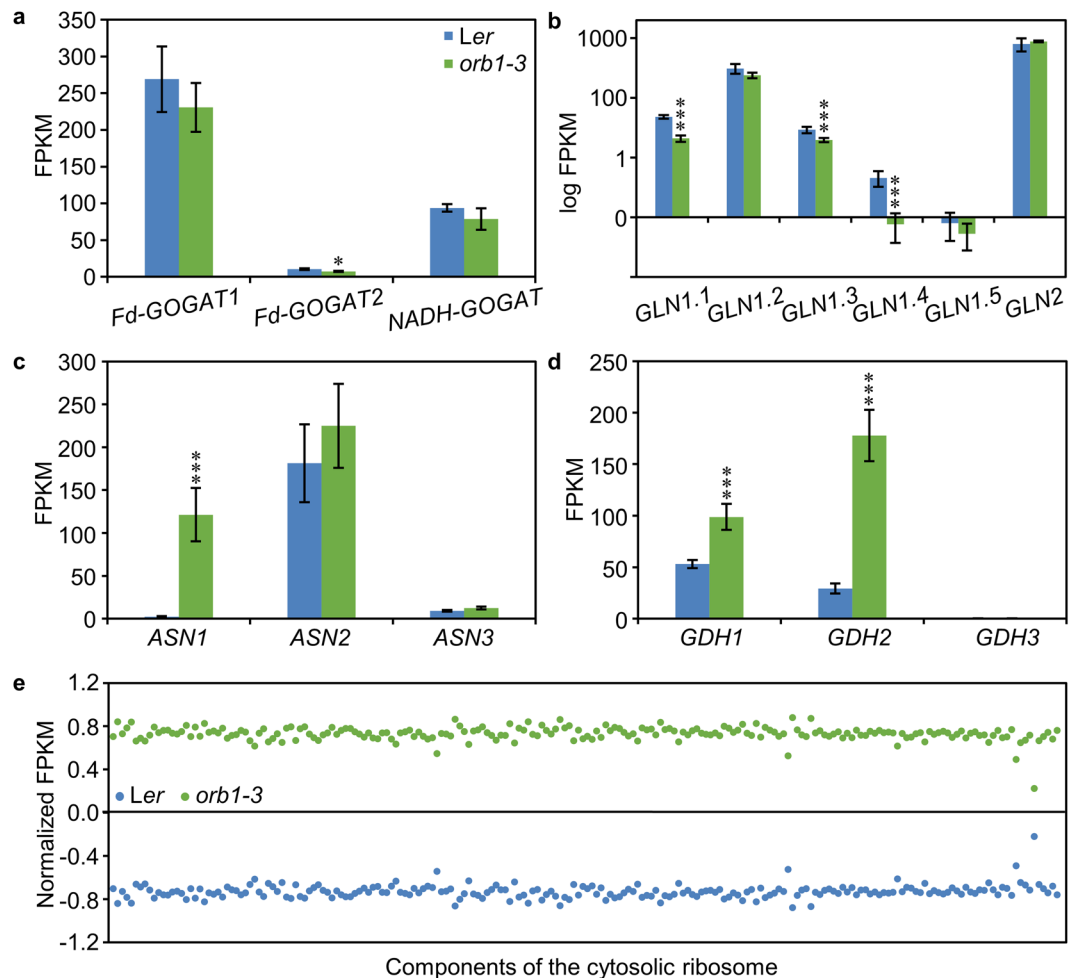 a
350
300
250
200
150
100
50
0
FPKM
Ler
orb1-3
*
Fd-GOGAT1
Fd-GOGAT2
NADH-GOGAT
b
1000
100
1
0
log FPKM
***
***
***
GLN1.1
GLN1.2
GLN1.3
GLN1.4
GLN1.5
GLN2
c
300
250
200
150
100
50
0
FPKM
***
ASN1
ASN2
ASN3
d
250
200
150
100
50
0
FPKM
***
***
GDH1
GDH2
GDH3
e
1.2
0.8
0.4
0.0
-0.4
-0.8
-1.2
Normalized FPKM
Ler
orb1-3
Components of the cytosolic ribosome